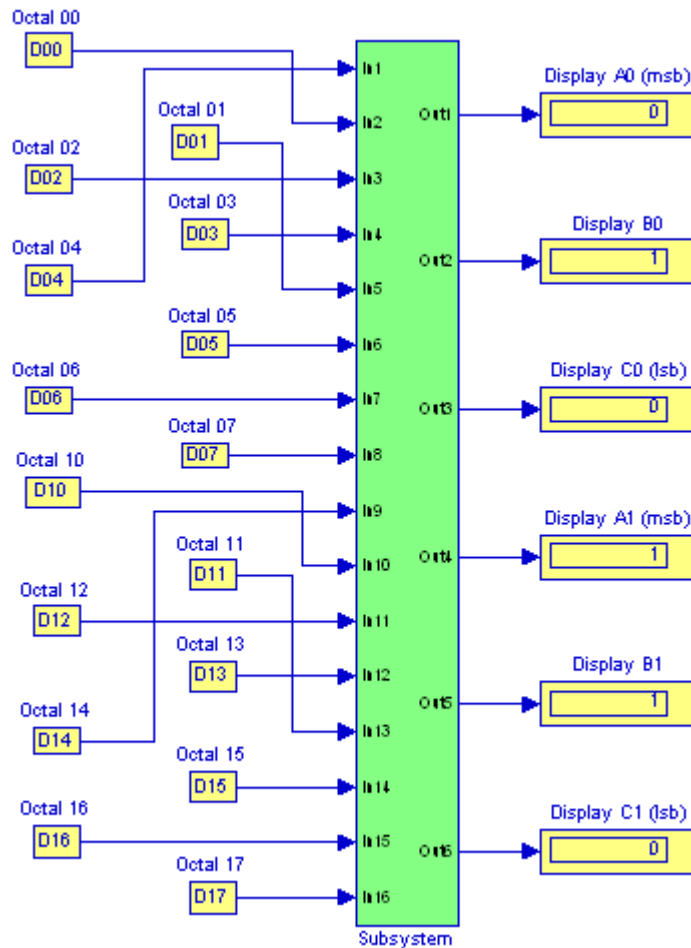 Octal 00
D00
Octal 01
D01
Octal 02
D02
Octal 03
D03
Octal 04
D04
Octal 05
D05
Octal 06
D06
Octal 07
D07
Octal 10
D10
Octal 11
D11
Octal 12
D12
Octal 13
D13
Octal 14
D14
Octal 15
D15
Octal 16
D16
Octal 17
D17
In1
In2
In3
In4
In5
In6
In7
In8
In9
In10
In11
In12
In13
In14
In15
In16
Out1
Out2
Out3
Out4
Out5
Out6
Subsystem
Display A0 (msb)
0
Display B0
1
Display C0 (lsb)
0
Display A1 (msb)
1
Display B1
1
Display C1 (lsb)
0